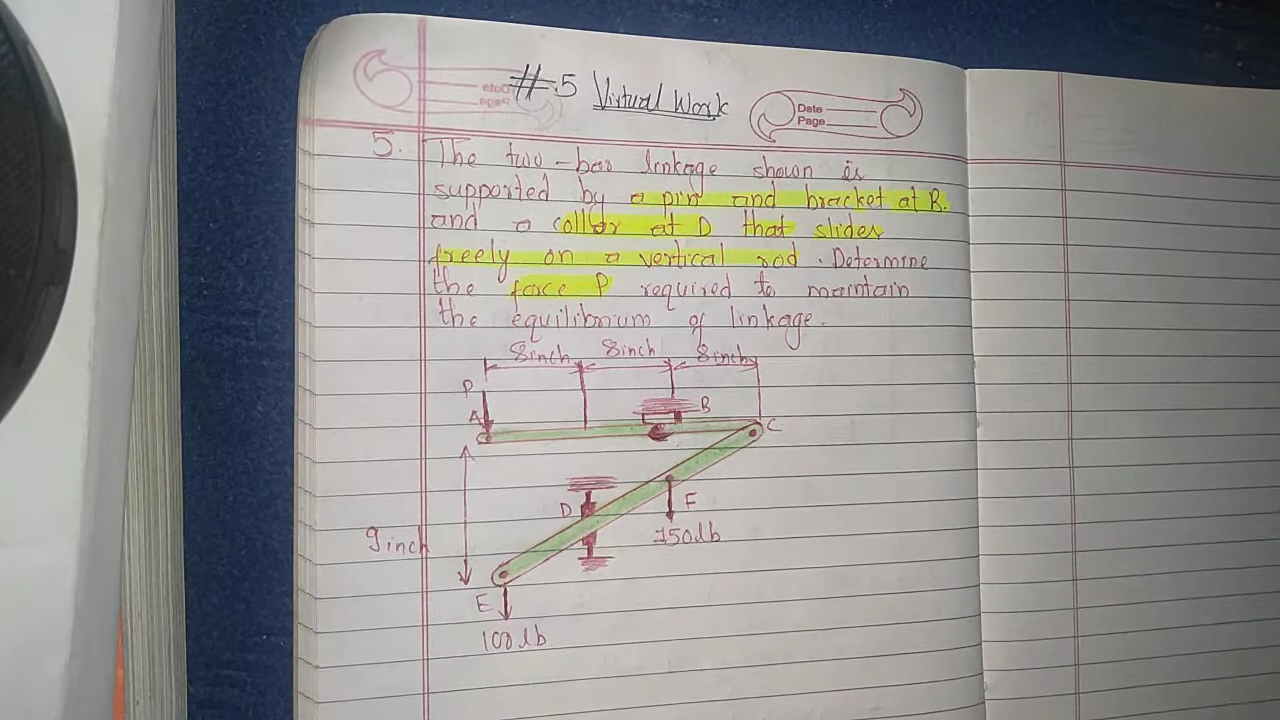 #.5 Virtual Work
Date
Page
5. The two-bar linkage shown is
supported by a pin and bracket at B.
and a collar at D that slides
freely on a vertical rod. Determine
the force P required to maintain
the equilibrium of linkage.
8inch 8inch 8inch
P
A B C
D F
150lb
9inch
E
100lb